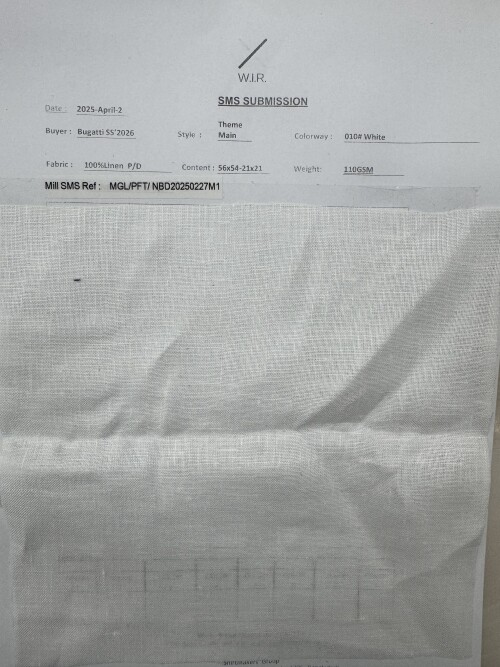 W.I.R.
SMS SUBMISSION
Date : 2025-April-2
Buyer : Bugatti SS'2026 Style : Theme Main Colorway: 010# White
Fabric : 100%Linen P/D Content : 56x54-21x21 Weight: 110GSM
Mill SMS Ref : MGL/PFT/ NBD20250227M1